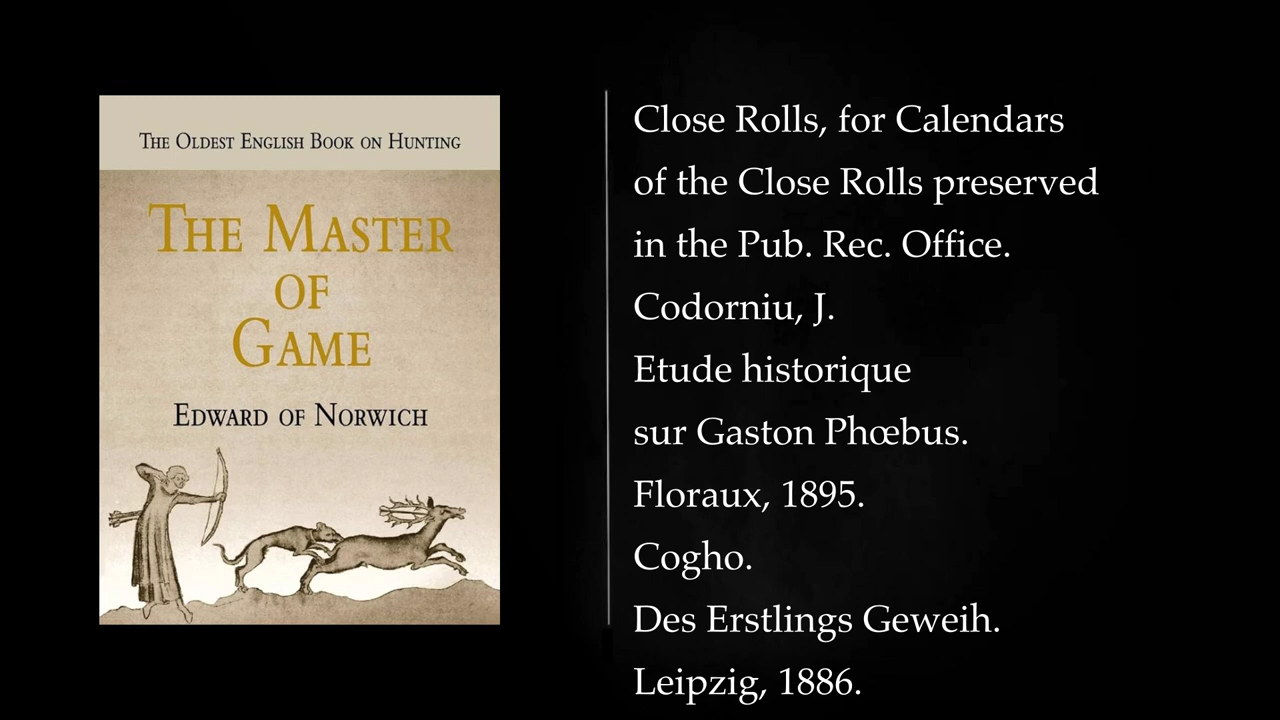 The Oldest English Book on Hunting
The Master
of
Game
Edward of Norwich
Close Rolls, for Calendars
of the Close Rolls preserved
in the Pub. Rec. Office.
Codorniu, J.
Etude historique
sur Gaston Phœbus.
Floraux, 1895.
Cogho.
Des Erstlings Geweih.
Leipzig, 1886.